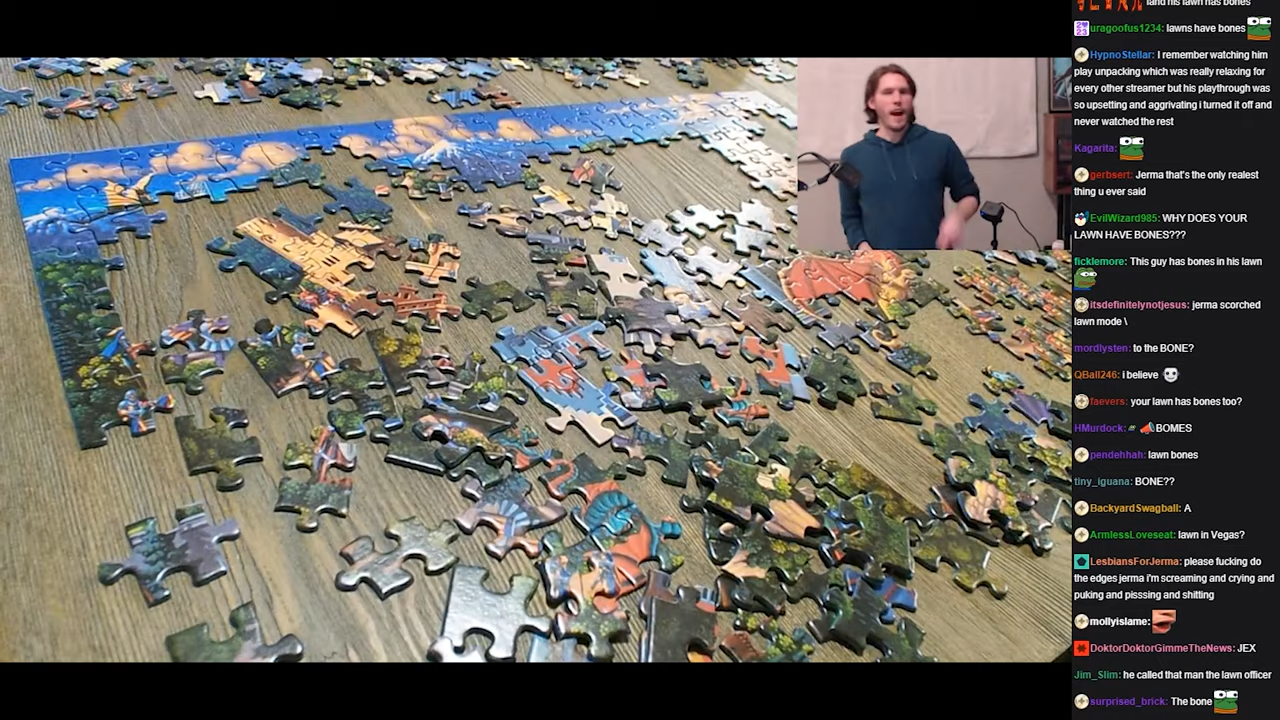 land his lawn has bones
uragoofus1234: lawns have bones
HypnoStellar: I remember watching him
play unpacking which was really relaxing for
every other streamer but his playthrough was
so upsetting and aggrivating i turned it off and
never watched the rest
Kagarita:
gerbsert: Jerma that's the only realest
thing u ever said
EvilWizard985: WHY DOES YOUR
LAWN HAVE BONES???
ficklemore: This guy has bones in his lawn
itsdefinitelynotjesus: jerma scorched
lawn mode \
mordlysten: to the BONE?
QBall246: i believe
faevers: your lawn has bones too?
HMurdock: BOMES
pendehhah: lawn bones
tiny_iguana: BONE??
BackyardSwagball: A
ArmlessLoveseat: lawn in Vegas?
LesbiansForJerma: please fucking do
the edges jerma i'm screaming and crying and
puking and pisssing and shitting
mollyislame:
DoktorDoktorGimmeTheNews: JEX
Jim_Slim: he called that man the lawn officer
surprised_brick: The bone